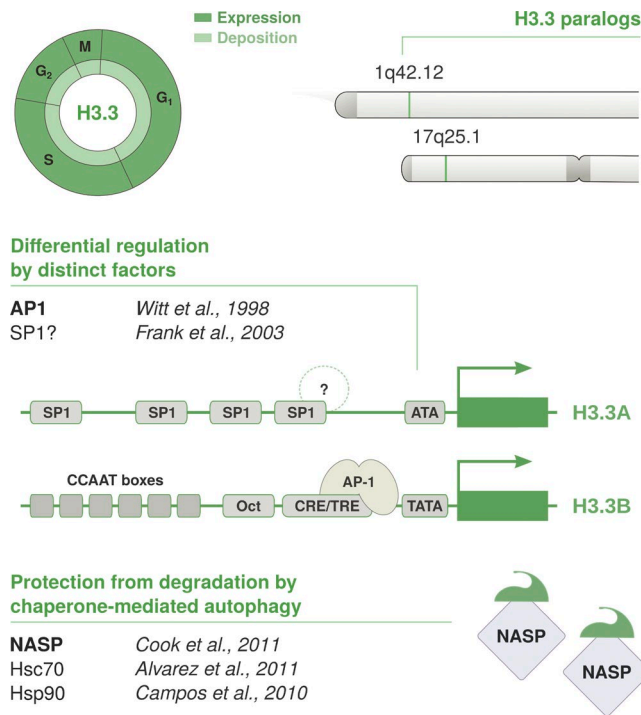 Expression
Deposition
H3.3 paralogs
M
G2
G1
S
H3.3
1q42.12
17q25.1
Differential regulation
by distinct factors
AP1 Witt et al., 1998
SP1? Frank et al., 2003
?
SP1 SP1 SP1 SP1 ATA H3.3A
CCAAT boxes
AP-1
Oct CRE/TRE TATA H3.3B
Protection from degradation by
chaperone-mediated autophagy
NASP Cook et al., 2011
Hsc70 Alvarez et al., 2011
Hsp90 Campos et al., 2010
NASP
NASP